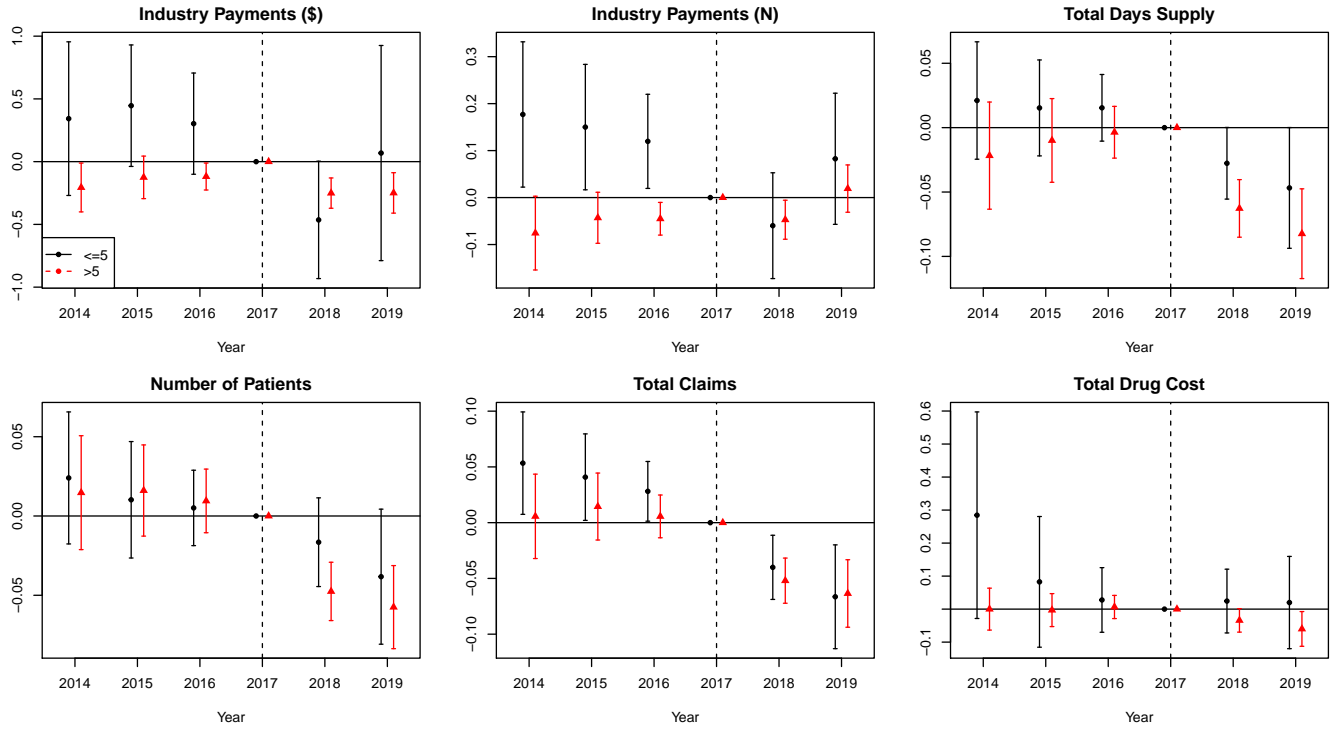 Industry Payments ($)
1.0
0.5
0.0
−0.5
−1.0
<=5
>5
2014 2015 2016 2017 2018 2019
Year
Industry Payments (N)
0.3
0.2
0.1
0.0
−0.1
2014 2015 2016 2017 2018 2019
Year
Total Days Supply
0.05
0.00
−0.05
−0.10
2014 2015 2016 2017 2018 2019
Year
Number of Patients
0.05
0.00
−0.05
2014 2015 2016 2017 2018 2019
Year
Total Claims
0.10
0.05
0.00
−0.05
−0.10
2014 2015 2016 2017 2018 2019
Year
Total Drug Cost
0.6
0.5
0.4
0.3
0.2
0.1
−0.1
2014 2015 2016 2017 2018 2019
Year